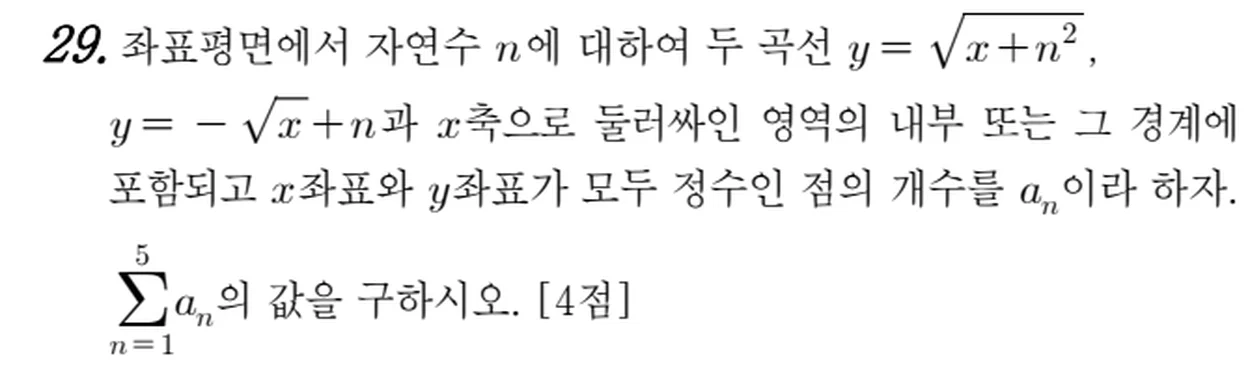 29. 좌표평면에서 자연수 n에 대하여 두 곡선 y = √(x+n²),
y = −√x + n과 x축으로 둘러싸인 영역의 내부 또는 그 경계에
포함되고 x좌표와 y좌표가 모두 정수인 점의 개수를 aₙ이라 하자.
∑_{n=1}^{5} aₙ의 값을 구하시오. [4점]